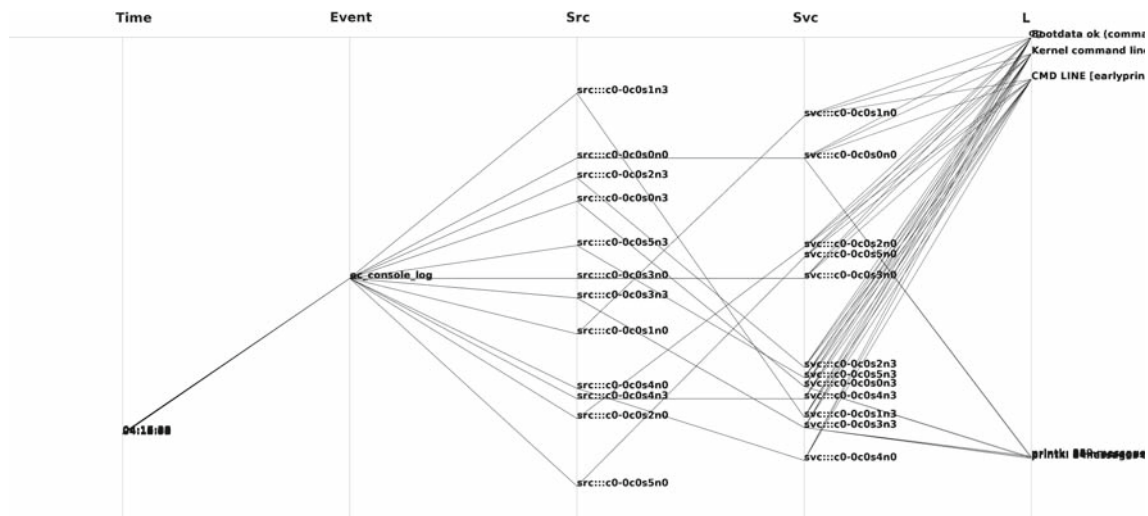 Time Event Src Svc L
Bootdata ok (comma
Kernel command line
CMD LINE [earlyprin
src:::c0-0c0s1n3
svc:::c0-0c0s1n0
src:::c0-0c0s0n0 svc:::c0-0c0s0n0
src:::c0-0c0s2n3
src:::c0-0c0s0n3
src:::c0-0c0s5n3 svc:::c0-0c0s2n0
svc:::c0-0c0s5n0
ec_console_log src:::c0-0c0s3n0 svc:::c0-0c0s3n0
src:::c0-0c0s3n3
src:::c0-0c0s1n0
svc:::c0-0c0s2n3
svc:::c0-0c0s5n3
src:::c0-0c0s4n0 svc:::c0-0c0s0n3
src:::c0-0c0s4n3 svc:::c0-0c0s4n3
src:::c0-0c0s2n0 svc:::c0-0c0s1n3
svc:::c0-0c0s3n3
printk: messages
svc:::c0-0c0s4n0
src:::c0-0c0s5n0